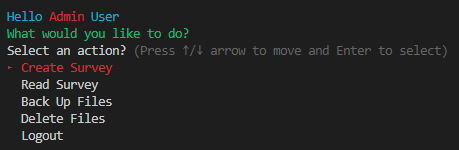 Hello Admin User
What would you like to do?
Select an action? (Press ↑/↓ arrow to move and Enter to select)
‣ Create Survey
Read Survey
Back Up Files
Delete Files
Logout